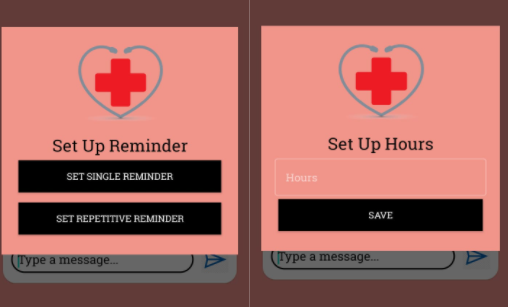 Set Up Reminder
SET SINGLE REMINDER
SET REPETITIVE REMINDER
Type a message...
Set Up Hours
Hours
SAVE
Type a message...